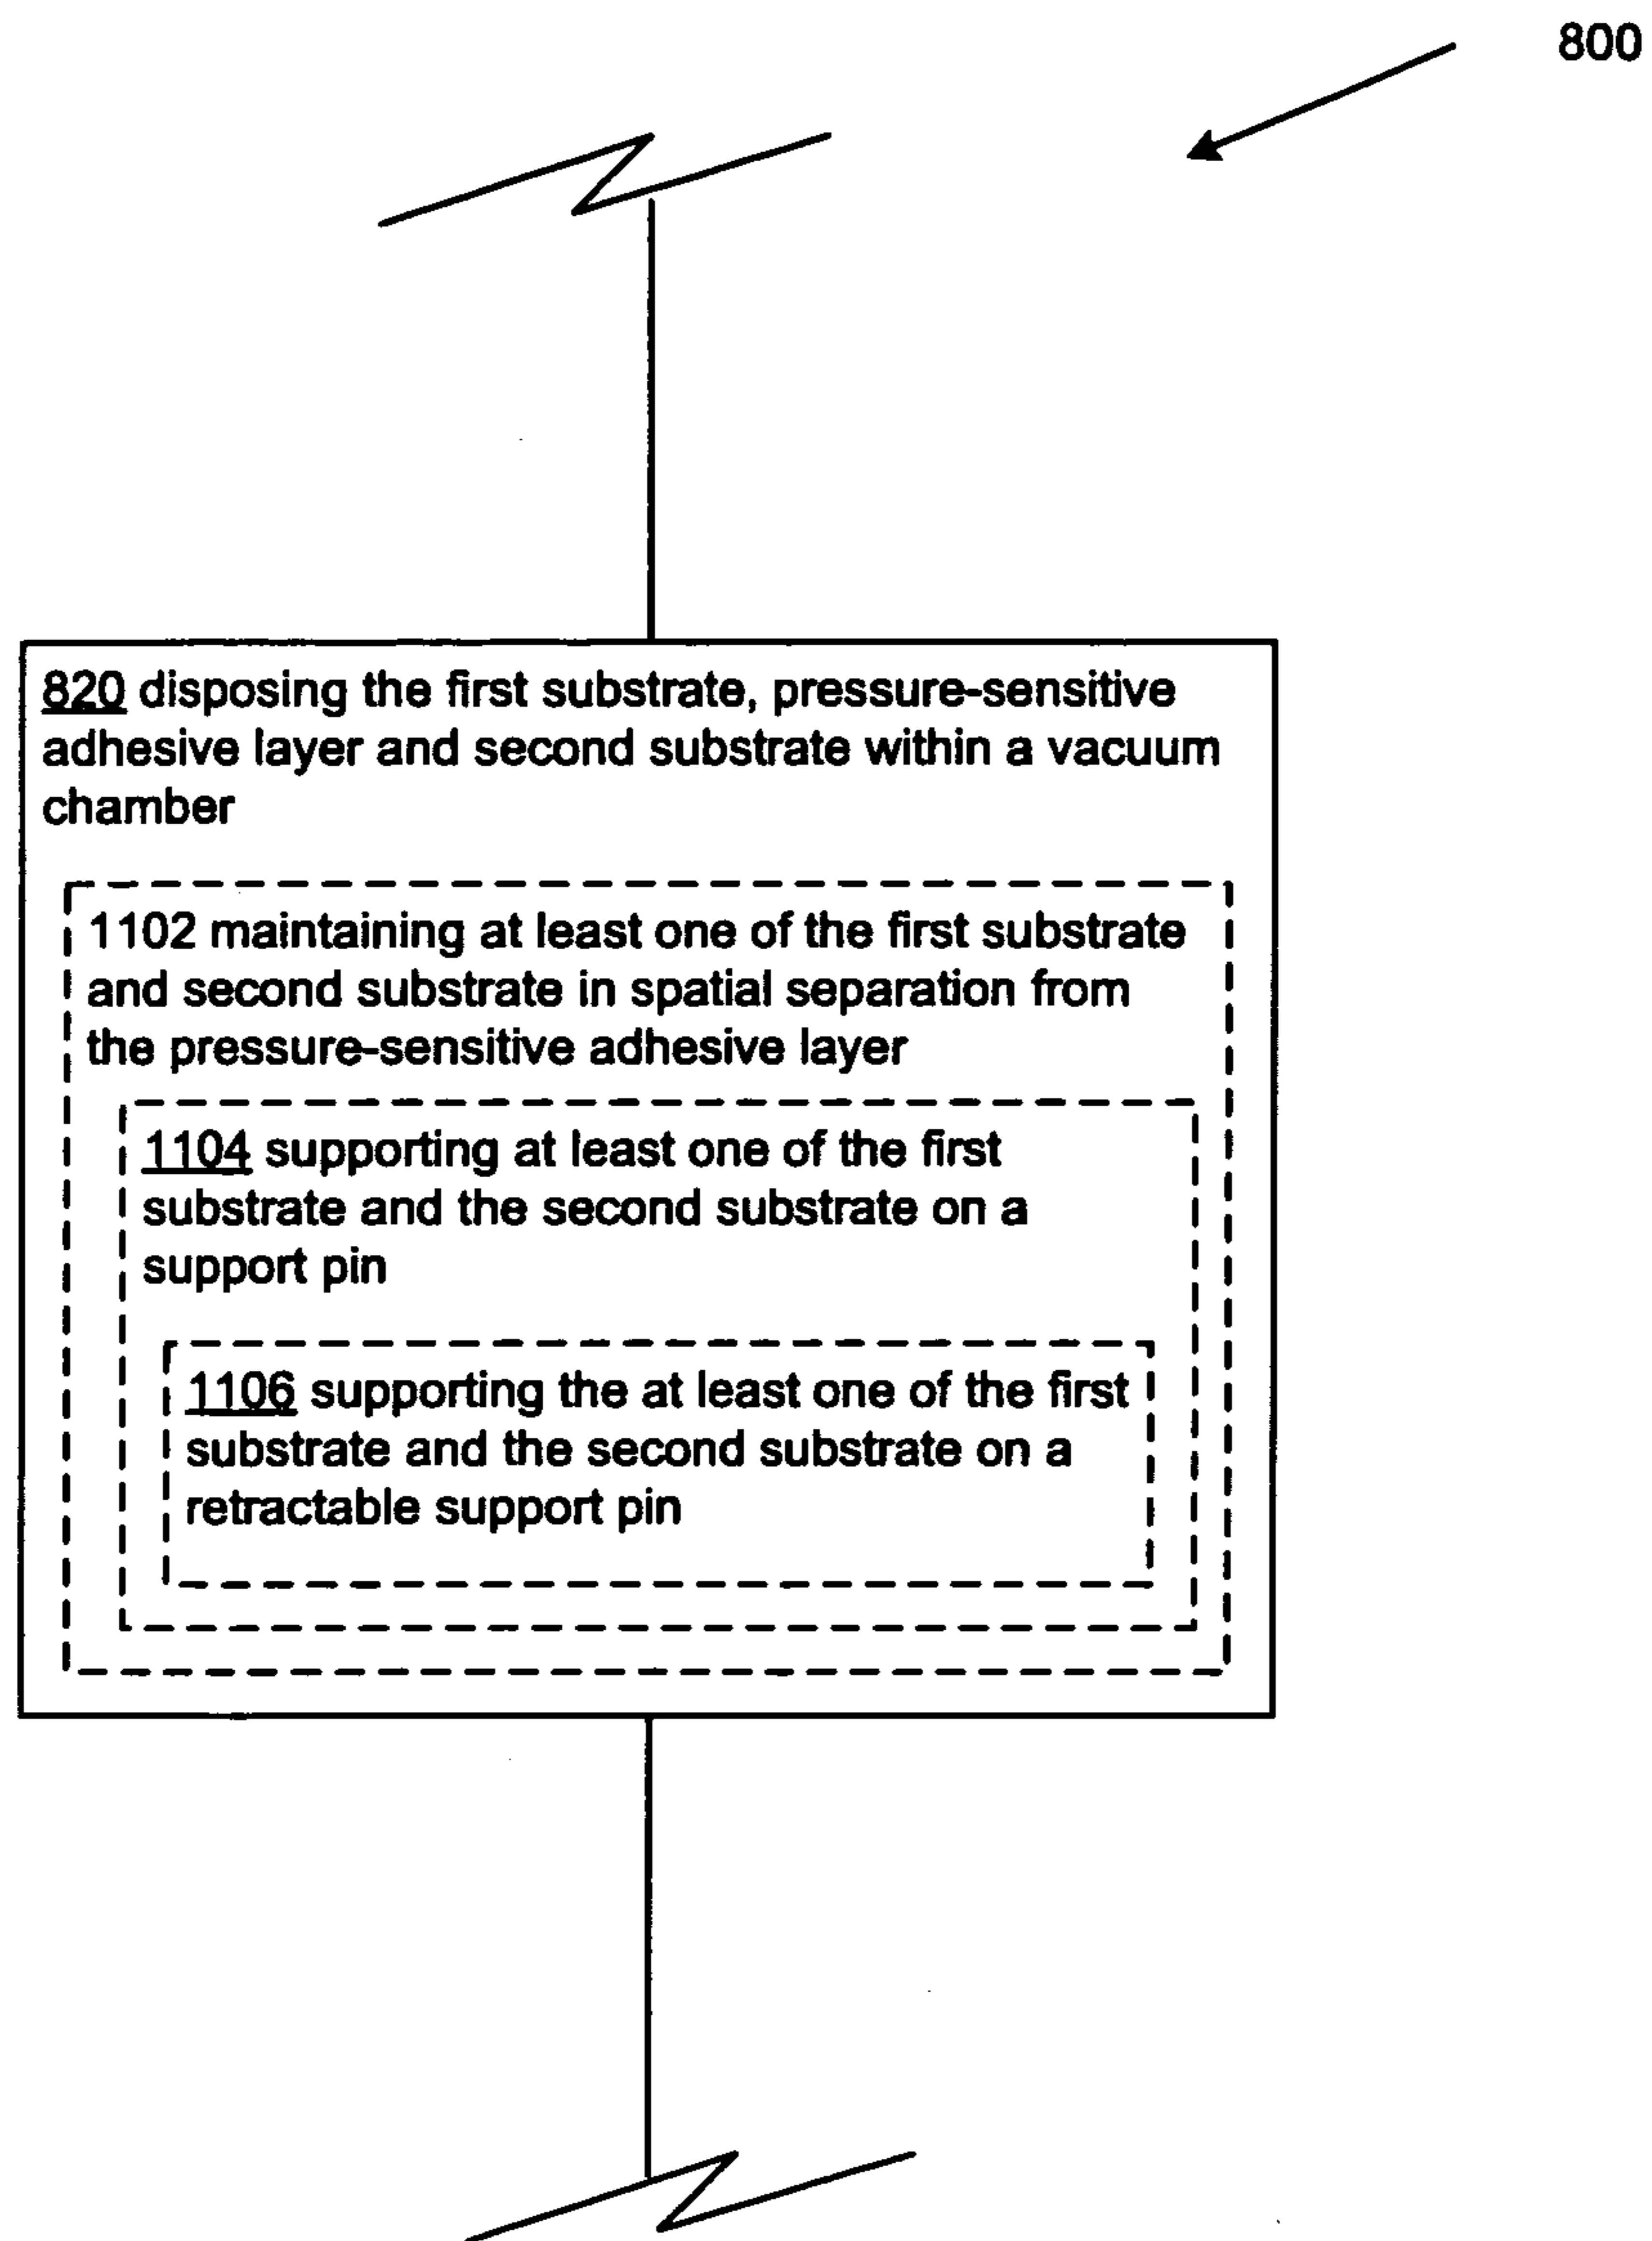 800
820 disposing the first substrate, pressure-sensitive
adhesive layer and second substrate within a vacuum
chamber
1102 maintaining at least one of the first substrate
and second substrate in spatial separation from
the pressure-sensitive adhesive layer
1104 supporting at least one of the first
substrate and the second substrate on a
support pin
1106 supporting the at least one of the first
substrate and the second substrate on a
retractable support pin